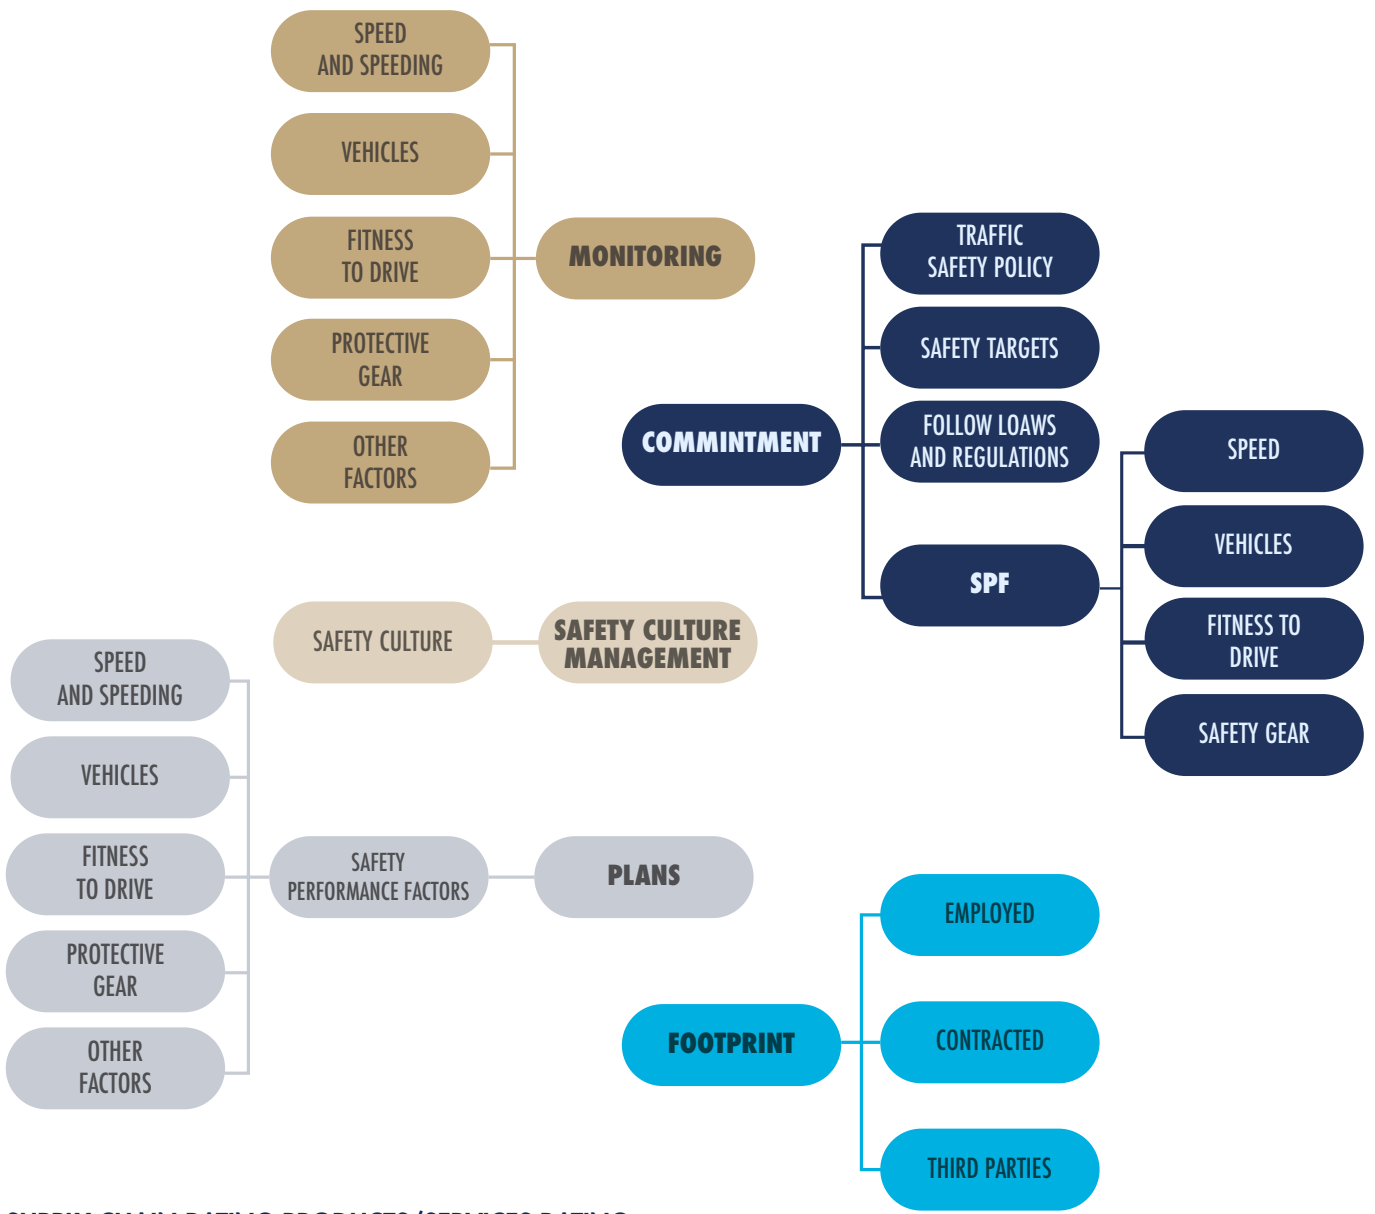 SPEED
AND SPEEDING
VEHICLES
FITNESS
TO DRIVE
PROTECTIVE
GEAR
OTHER
FACTORS
MONITORING
TRAFFIC
SAFETY POLICY
SAFETY TARGETS
FOLLOW LOAWS
AND REGULATIONS
COMMINTMENT
SPF
SPEED
VEHICLES
FITNESS TO
DRIVE
SAFETY GEAR
SAFETY CULTURE
SAFETY CULTURE
MANAGEMENT
SPEED
AND SPEEDING
VEHICLES
FITNESS
TO DRIVE
PROTECTIVE
GEAR
OTHER
FACTORS
SAFETY
PERFORMANCE FACTORS
PLANS
FOOTPRINT
EMPLOYED
CONTRACTED
THIRD PARTIES